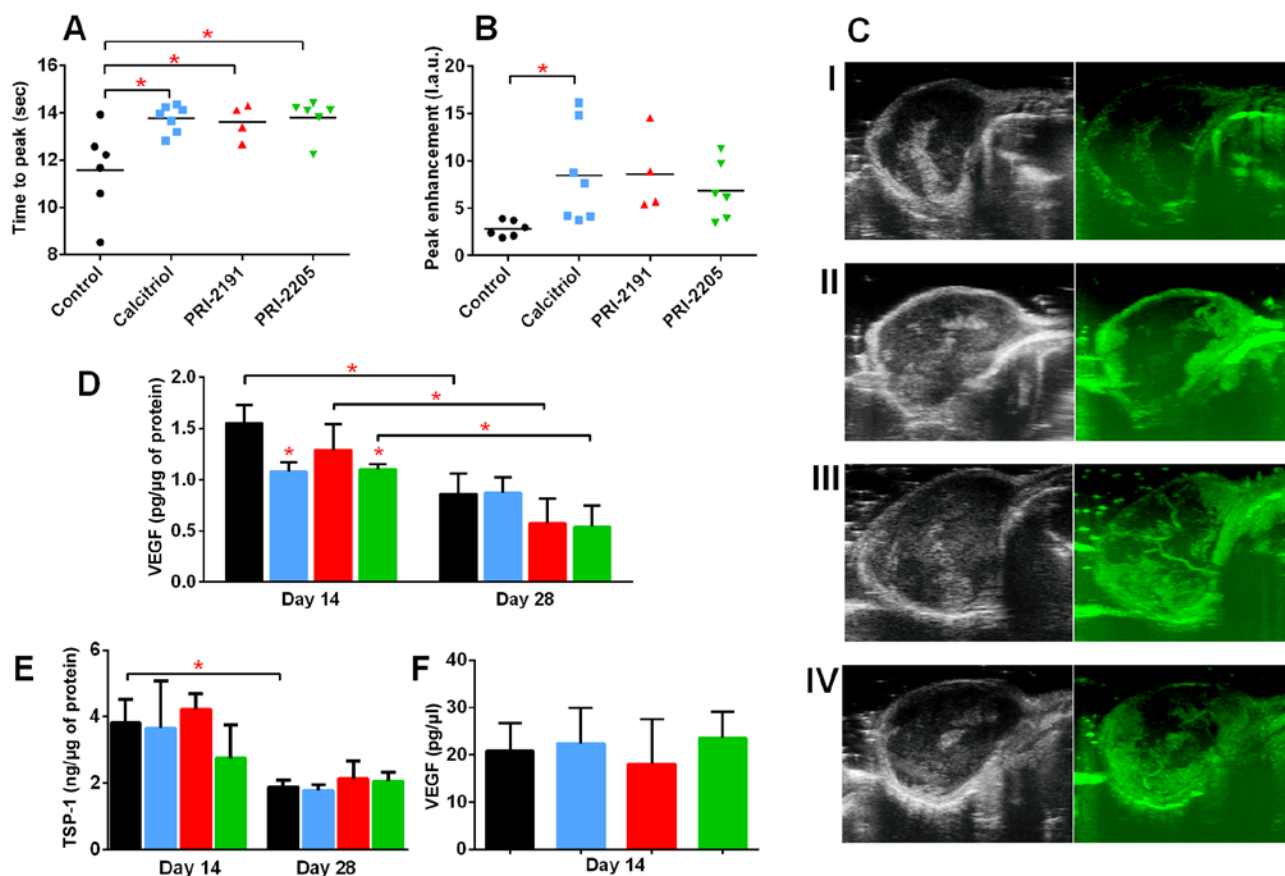 A
Time to peak (sec)
16
14
12
10
8
*
*
*
Control
Calcitriol
PRI-2191
PRI-2205
B
Peak enhancement (l.a.u.)
20
15
10
5
0
*
Control
Calcitriol
PRI-2191
PRI-2205
C
I
II
III
IV
D
VEGF (pg/µg of protein)
2.0
1.5
1.0
0.5
0.0
*
*
*
*
*
Day 14
Day 28
E
TSP-1 (ng/µg of protein)
6
4
2
0
*
Day 14
Day 28
F
VEGF (pg/µl)
40
30
20
10
0
Day 14